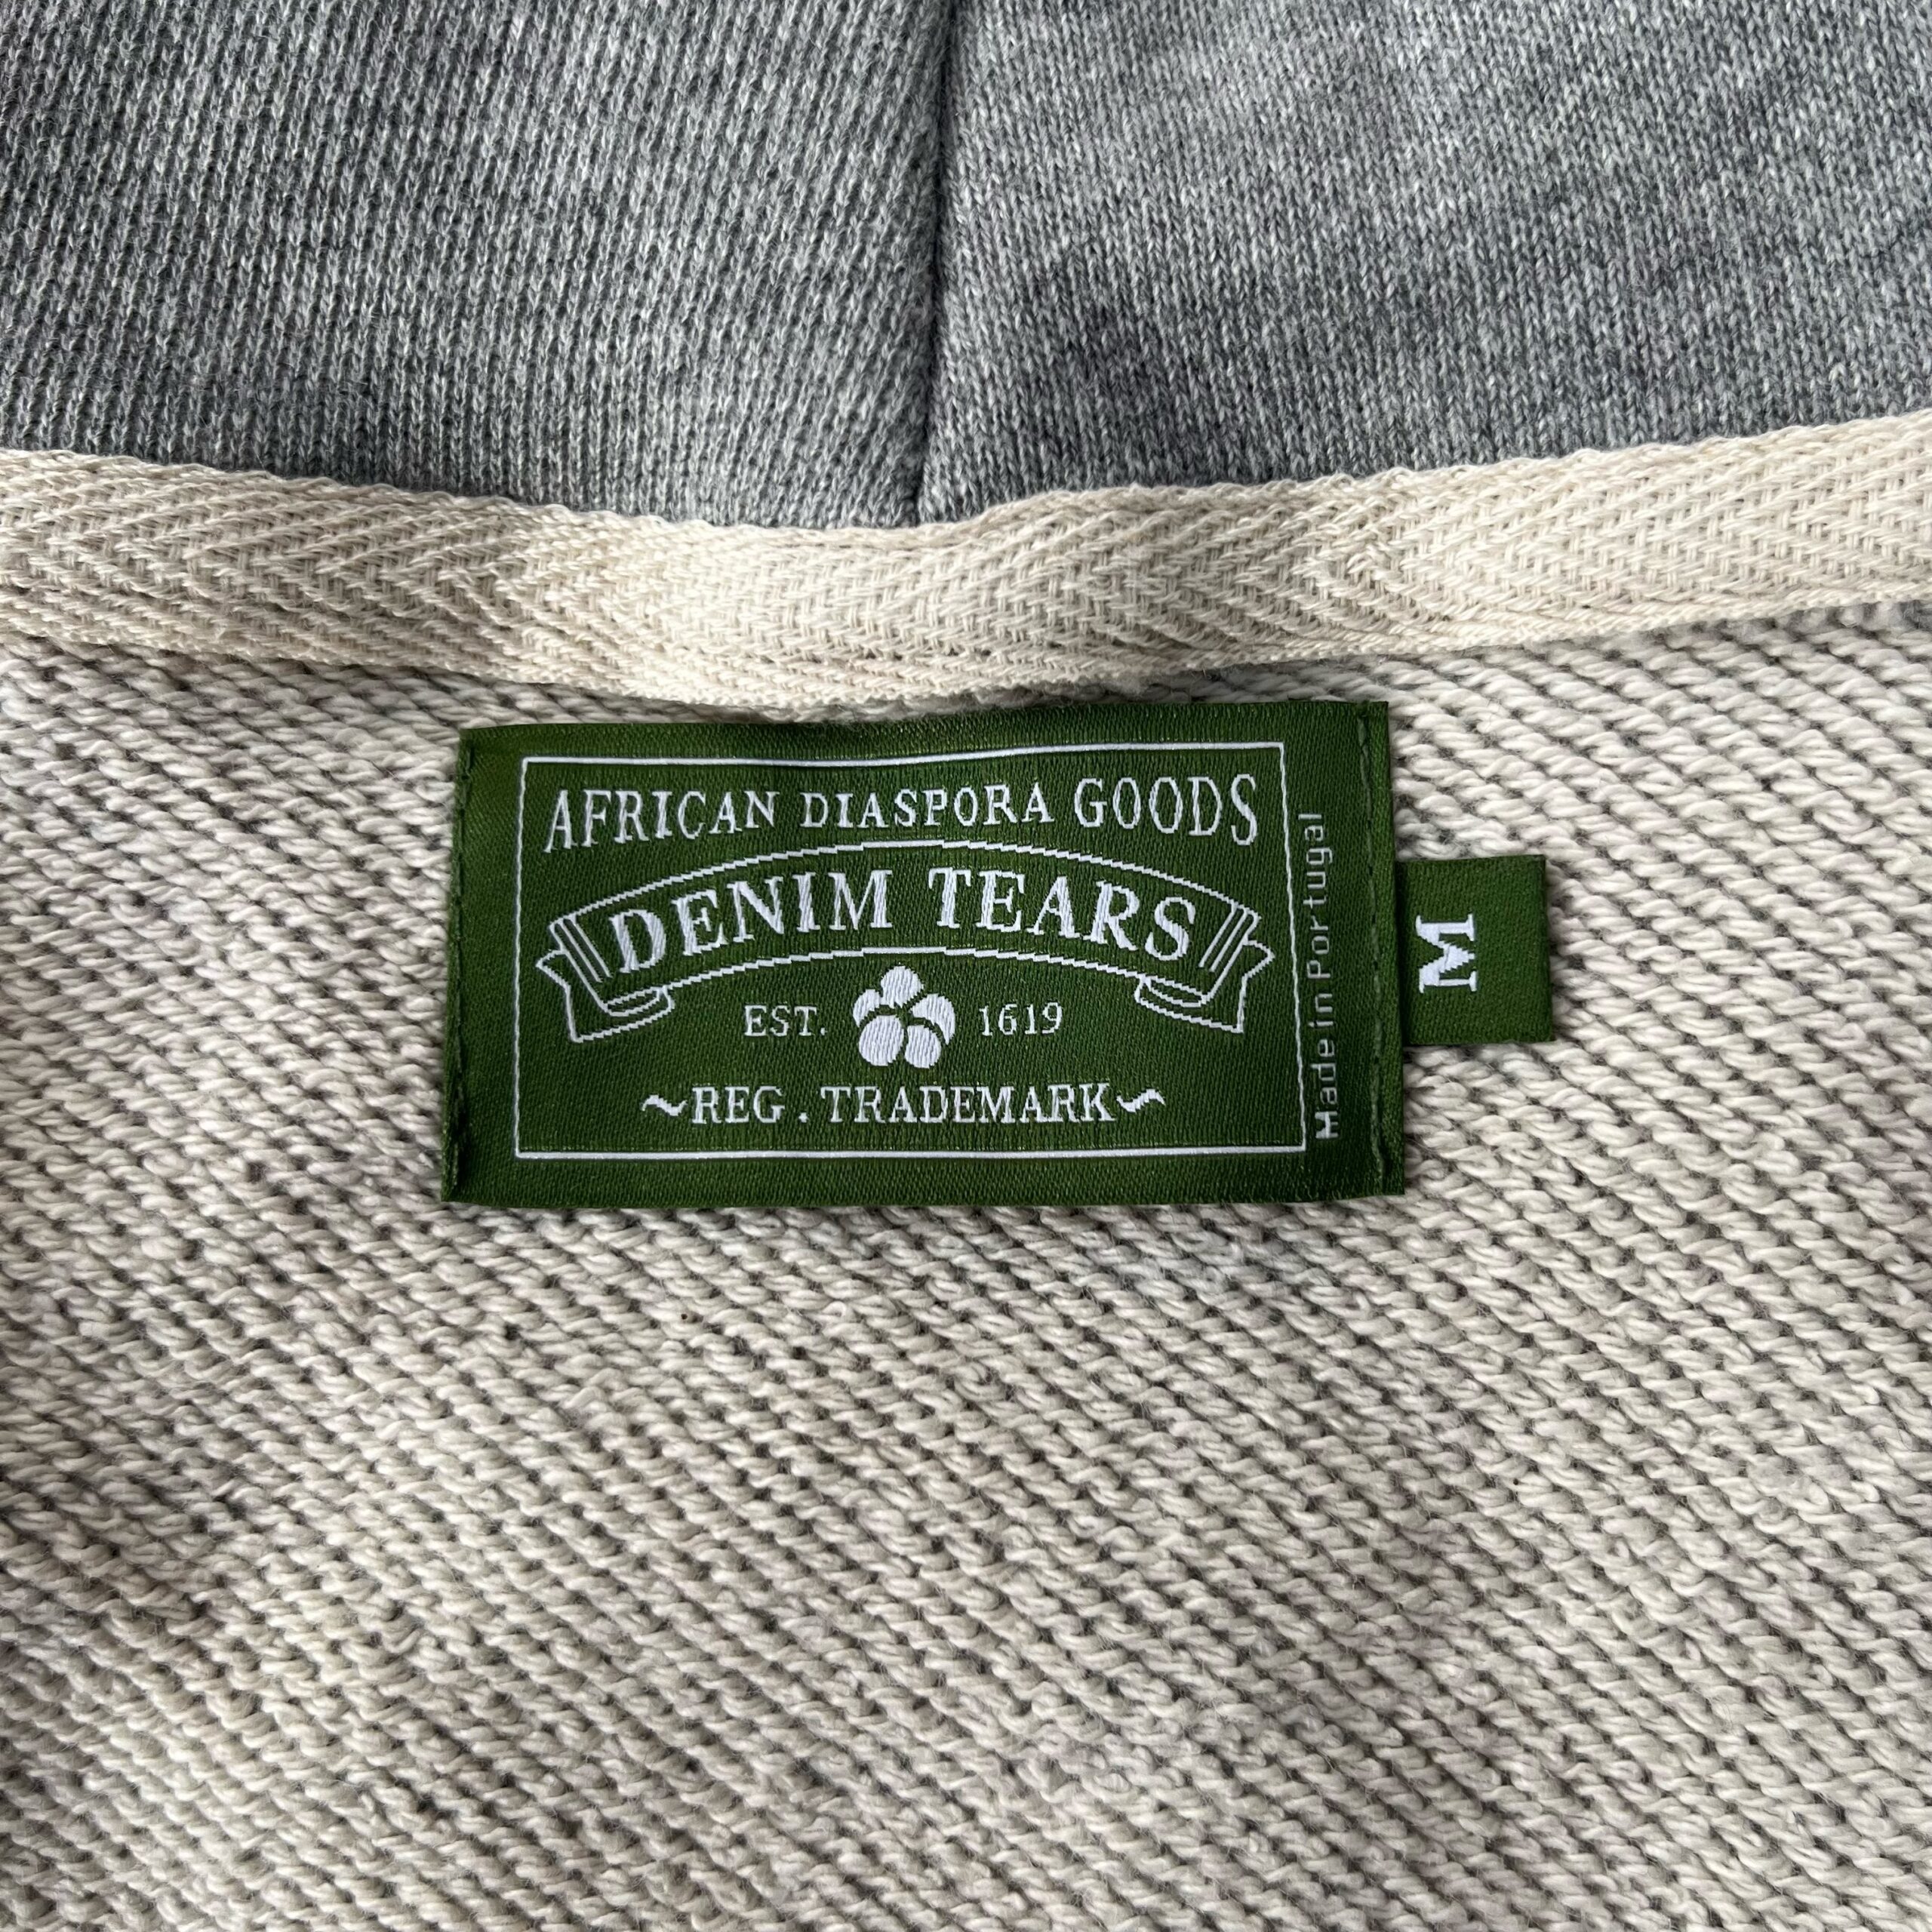 AFRICAN DIASPORA GOODS
DENIM TEARS
EST. 1619
~REG. TRADEMARK~
Made in Portugal
M